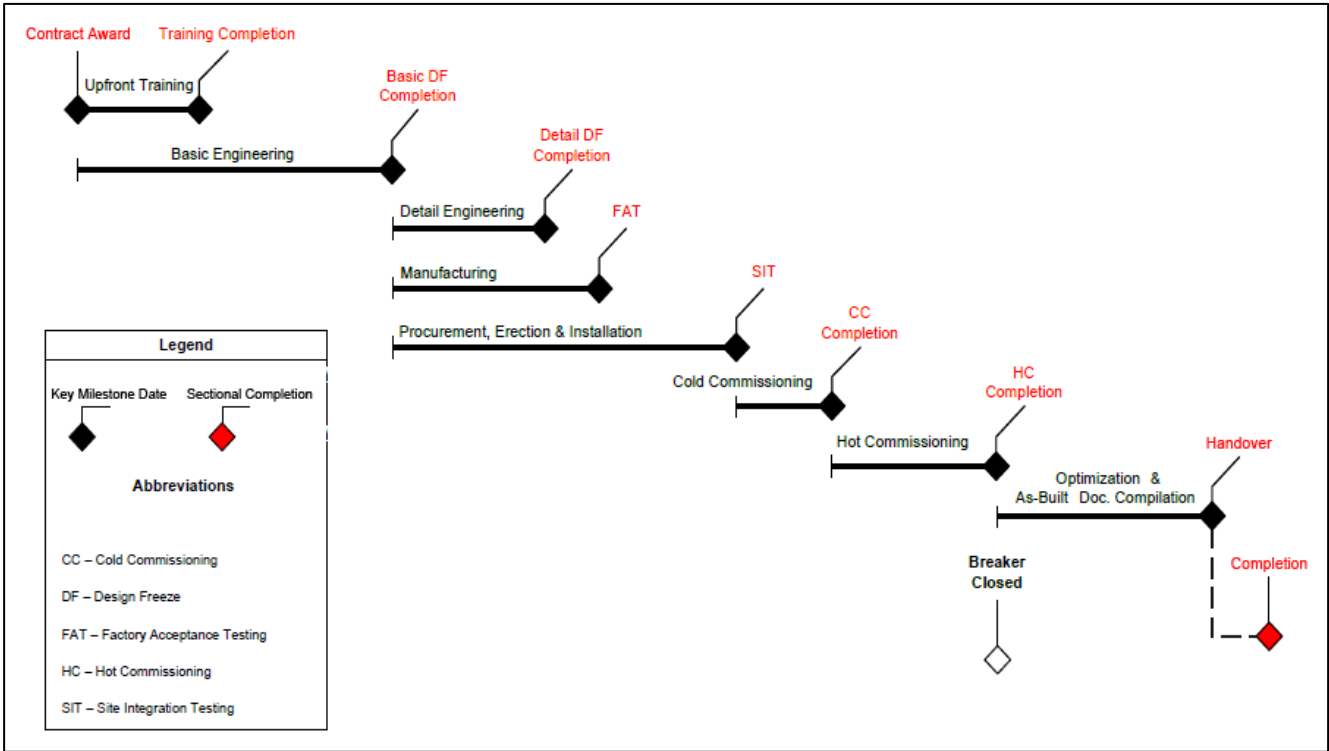 Contract Award
Training Completion
Upfront Training
Basic DF
Completion
Basic Engineering
Detail DF
Completion
Detail Engineering
FAT
Manufacturing
SIT
Procurement, Erection & Installation
CC
Completion
Cold Commissioning
HC
Completion
Hot Commissioning
Handover
Optimization &
As-Built Doc. Compilation
Breaker
Closed
Completion
Legend
Key Milestone Date
Sectional Completion
Abbreviations
CC – Cold Commissioning
DF – Design Freeze
FAT – Factory Acceptance Testing
HC – Hot Commissioning
SIT – Site Integration Testing